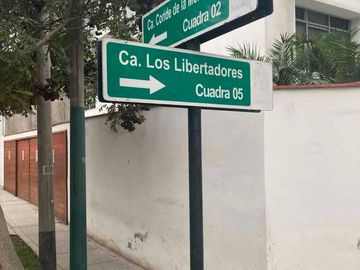 Ca. Conde de la
Cuadra 02
Ca. Los Libertadores
Cuadra 05